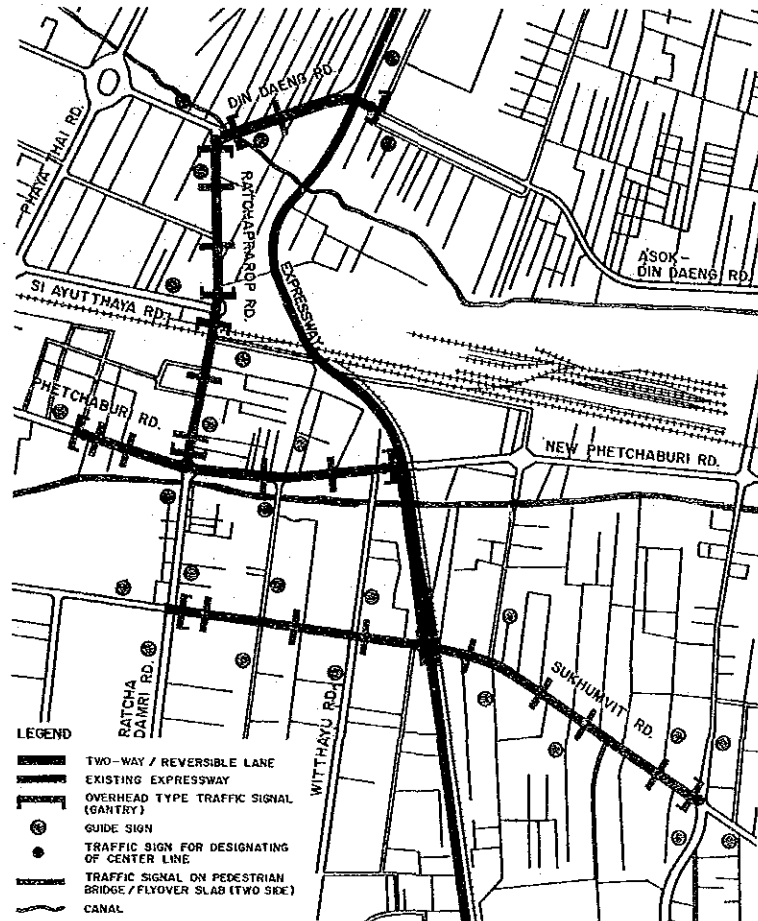 DIN DAENG RD.
PHAYA THAI RD.
RATCHAPRAROP RD.
EXPRESSWAY
ASOK-
DIN DAENG RD.
SI AYUTTHAYA RD.
PHETCHABURI RD.
NEW PHETCHABURI RD.
SUKHUMVIT RD.
RATCHA
DAMRI RD.
WITTHAYU RD.
LEGEND
TWO-WAY / REVERSIBLE LANE
EXISTING EXPRESSWAY
OVERHEAD TYPE TRAFFIC SIGNAL
(GANTRY)
GUIDE SIGN
TRAFFIC SIGN FOR DESIGNATING
OF CENTER LINE
TRAFFIC SIGNAL ON PEDESTRIAN
BRIDGE / FLYOVER SLAB (TWO SIDE)
CANAL